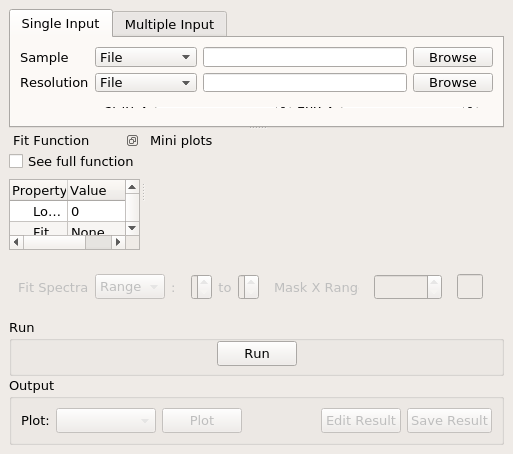 Single Input Multiple Input
Sample File Browse
Resolution File Browse
Fit Function Mini plots
See full function
Property Value
Lo... 0
Fit None
Fit Spectra Range : to Mask X Rang
Run
Run
Output
Plot: Plot Edit Result Save Result